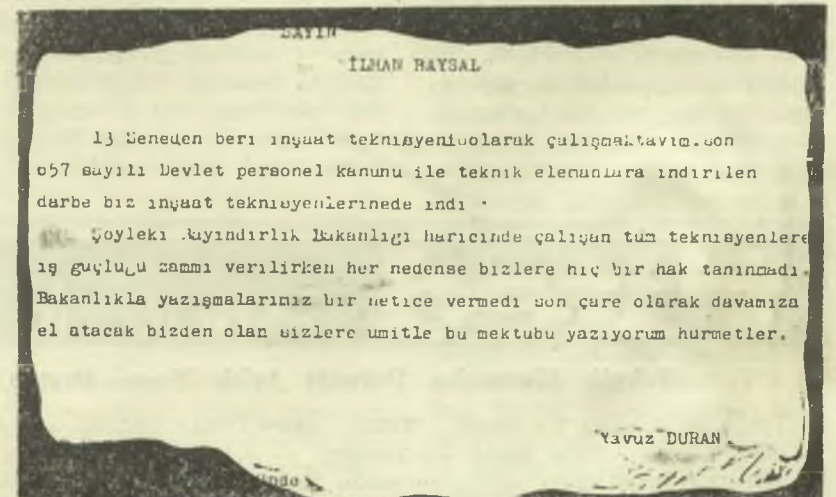 SAYIN
İLHAN BAYSAL
13 Seneden beri inşaat teknisyeni olarak çalışmaktayım.son
657 sayılı Devlet personel kanunu ile teknik elemanlara indirilen
darbe biz inşaat teknisyenlerinede indi .
Şöyleki Bayındırlık Bakanlığı haricinde çalışan tüm teknisyenlere
iş güçlüğü zammı verilirken her nedense bizlere hiç bir hak tanınmadı.
Bakanlıkla yazışmalarımız bir netice vermedi son çare olarak davamıza
el atacak bizden olan sizlere ümitle bu mektubu yazıyorum hürmetler.
Yavuz DURAN